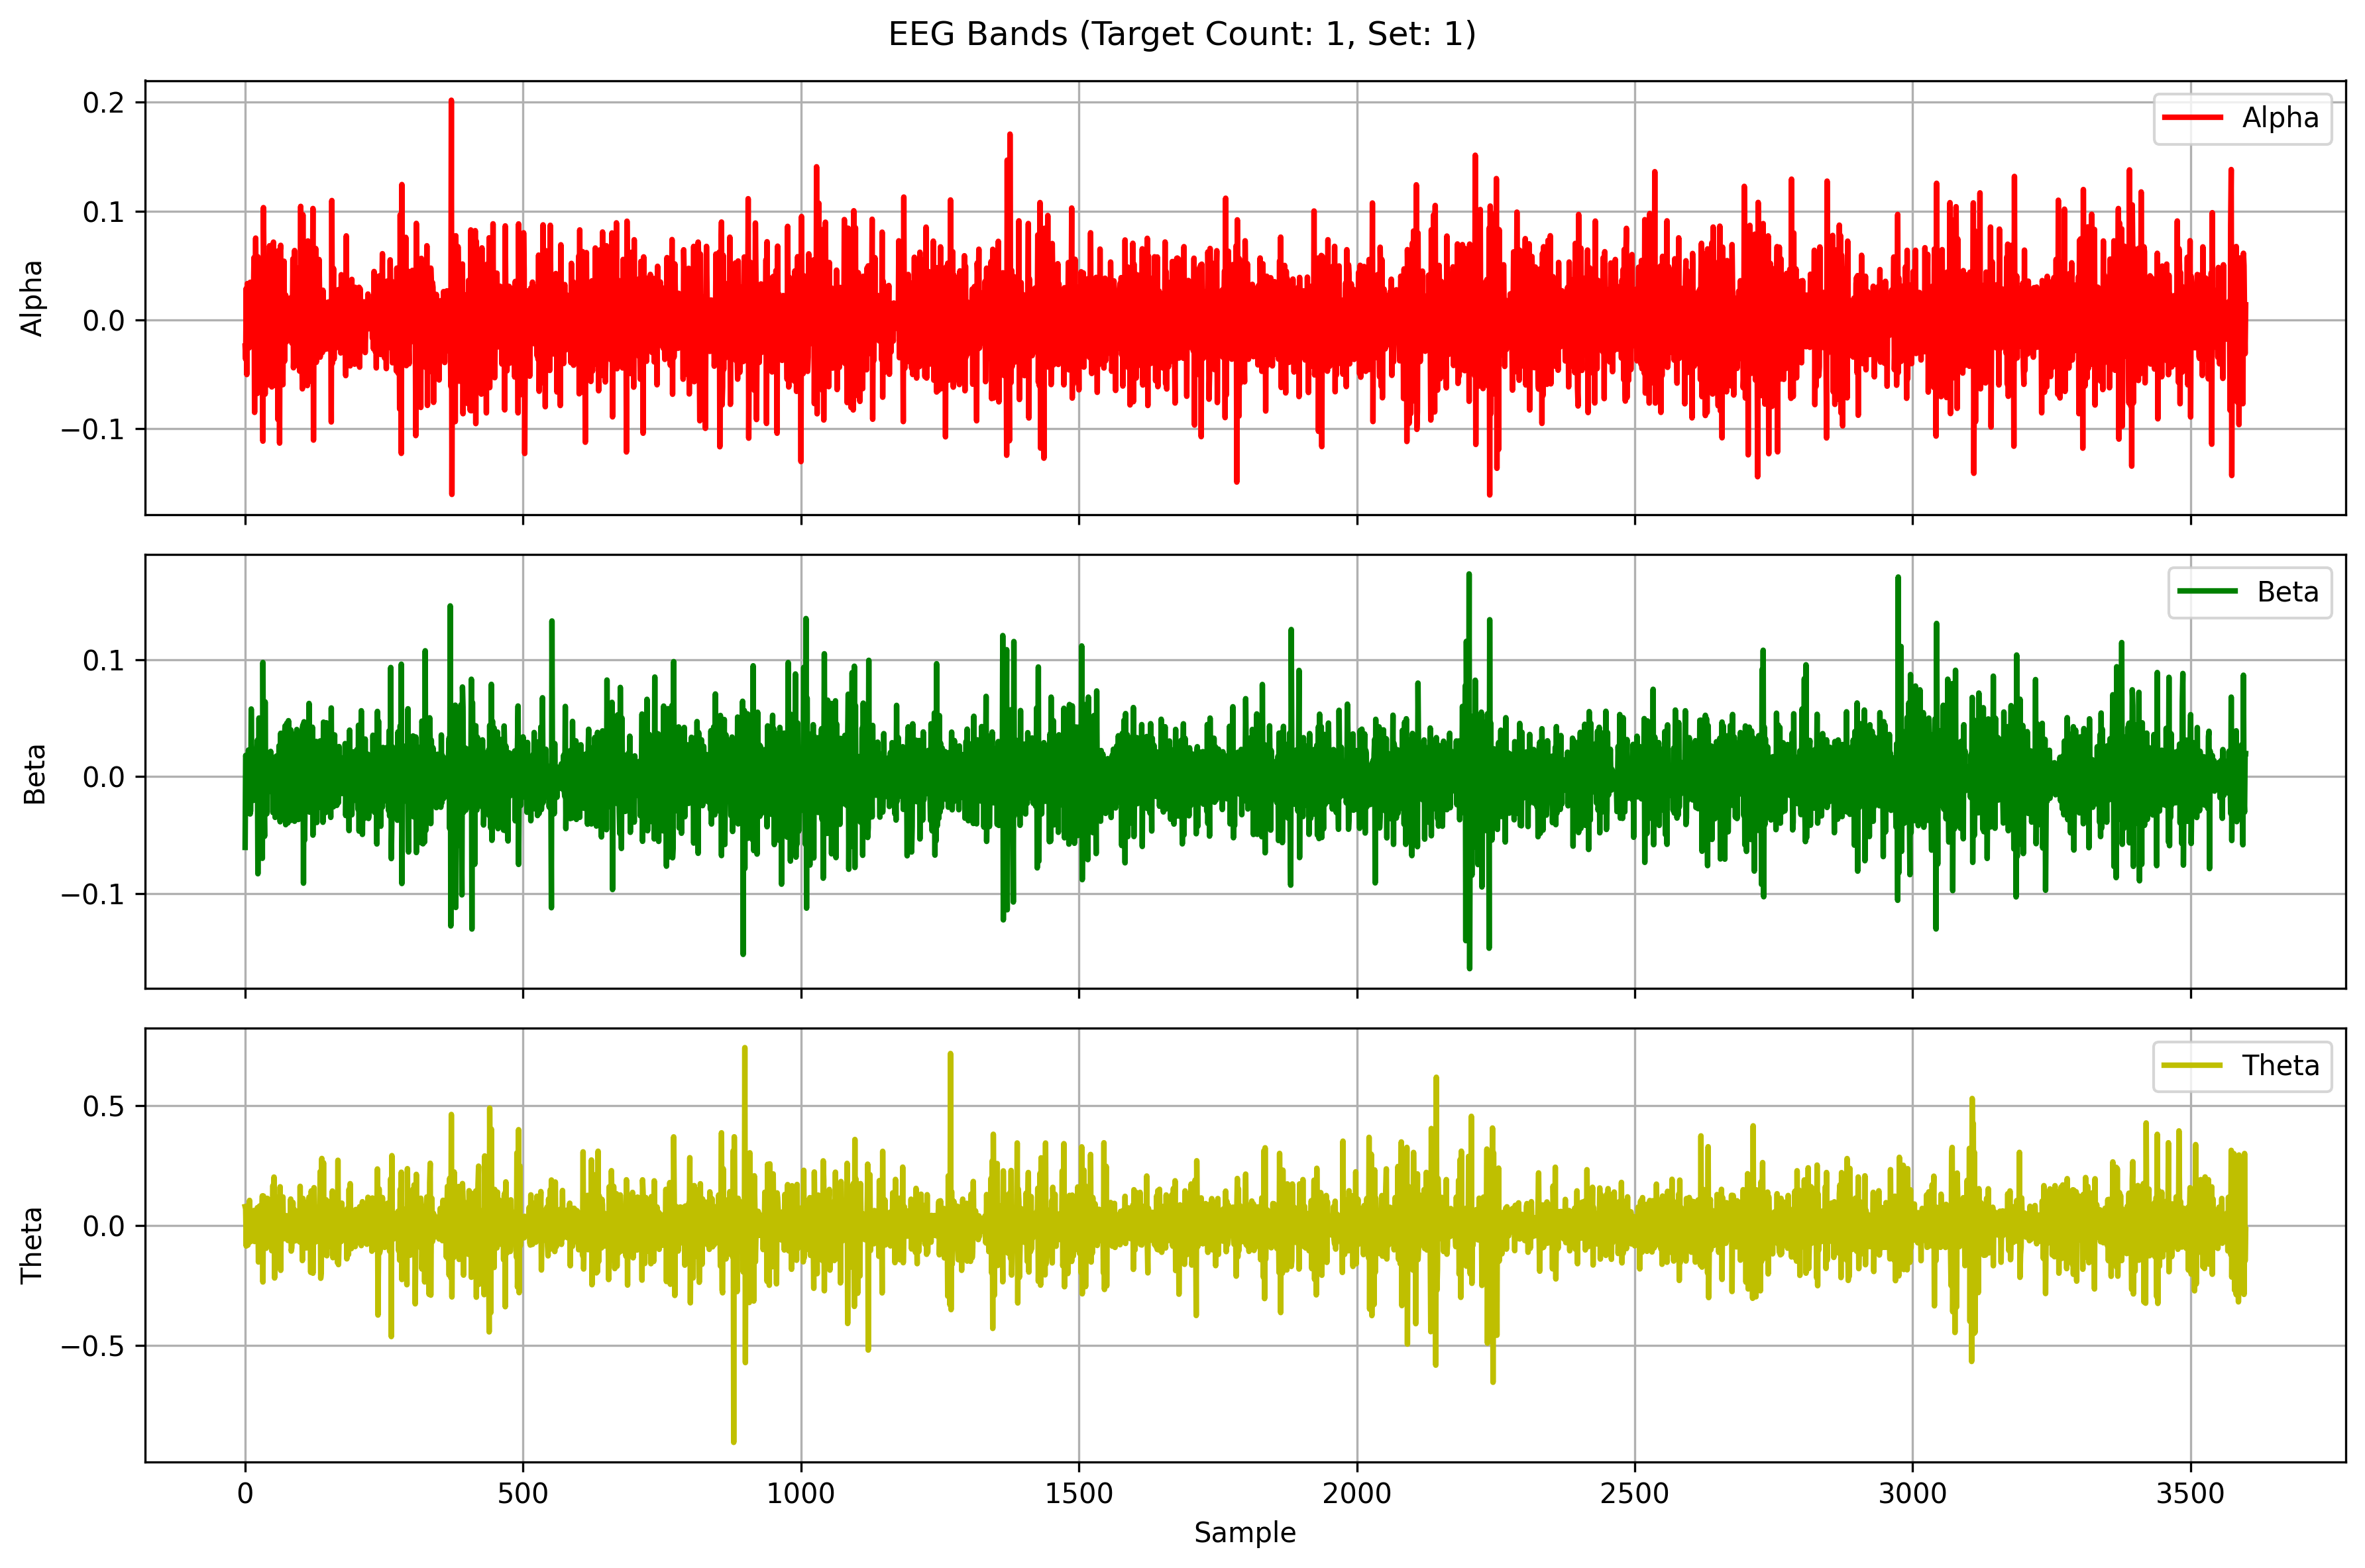 EEG Bands (Target Count: 1, Set: 1)
0.2
0.1
0.0
−0.1
Alpha
Alpha
0.1
0.0
−0.1
Beta
Beta
0.5
0.0
−0.5
Theta
Theta
0 500 1000 1500 2000 2500 3000 3500
Sample